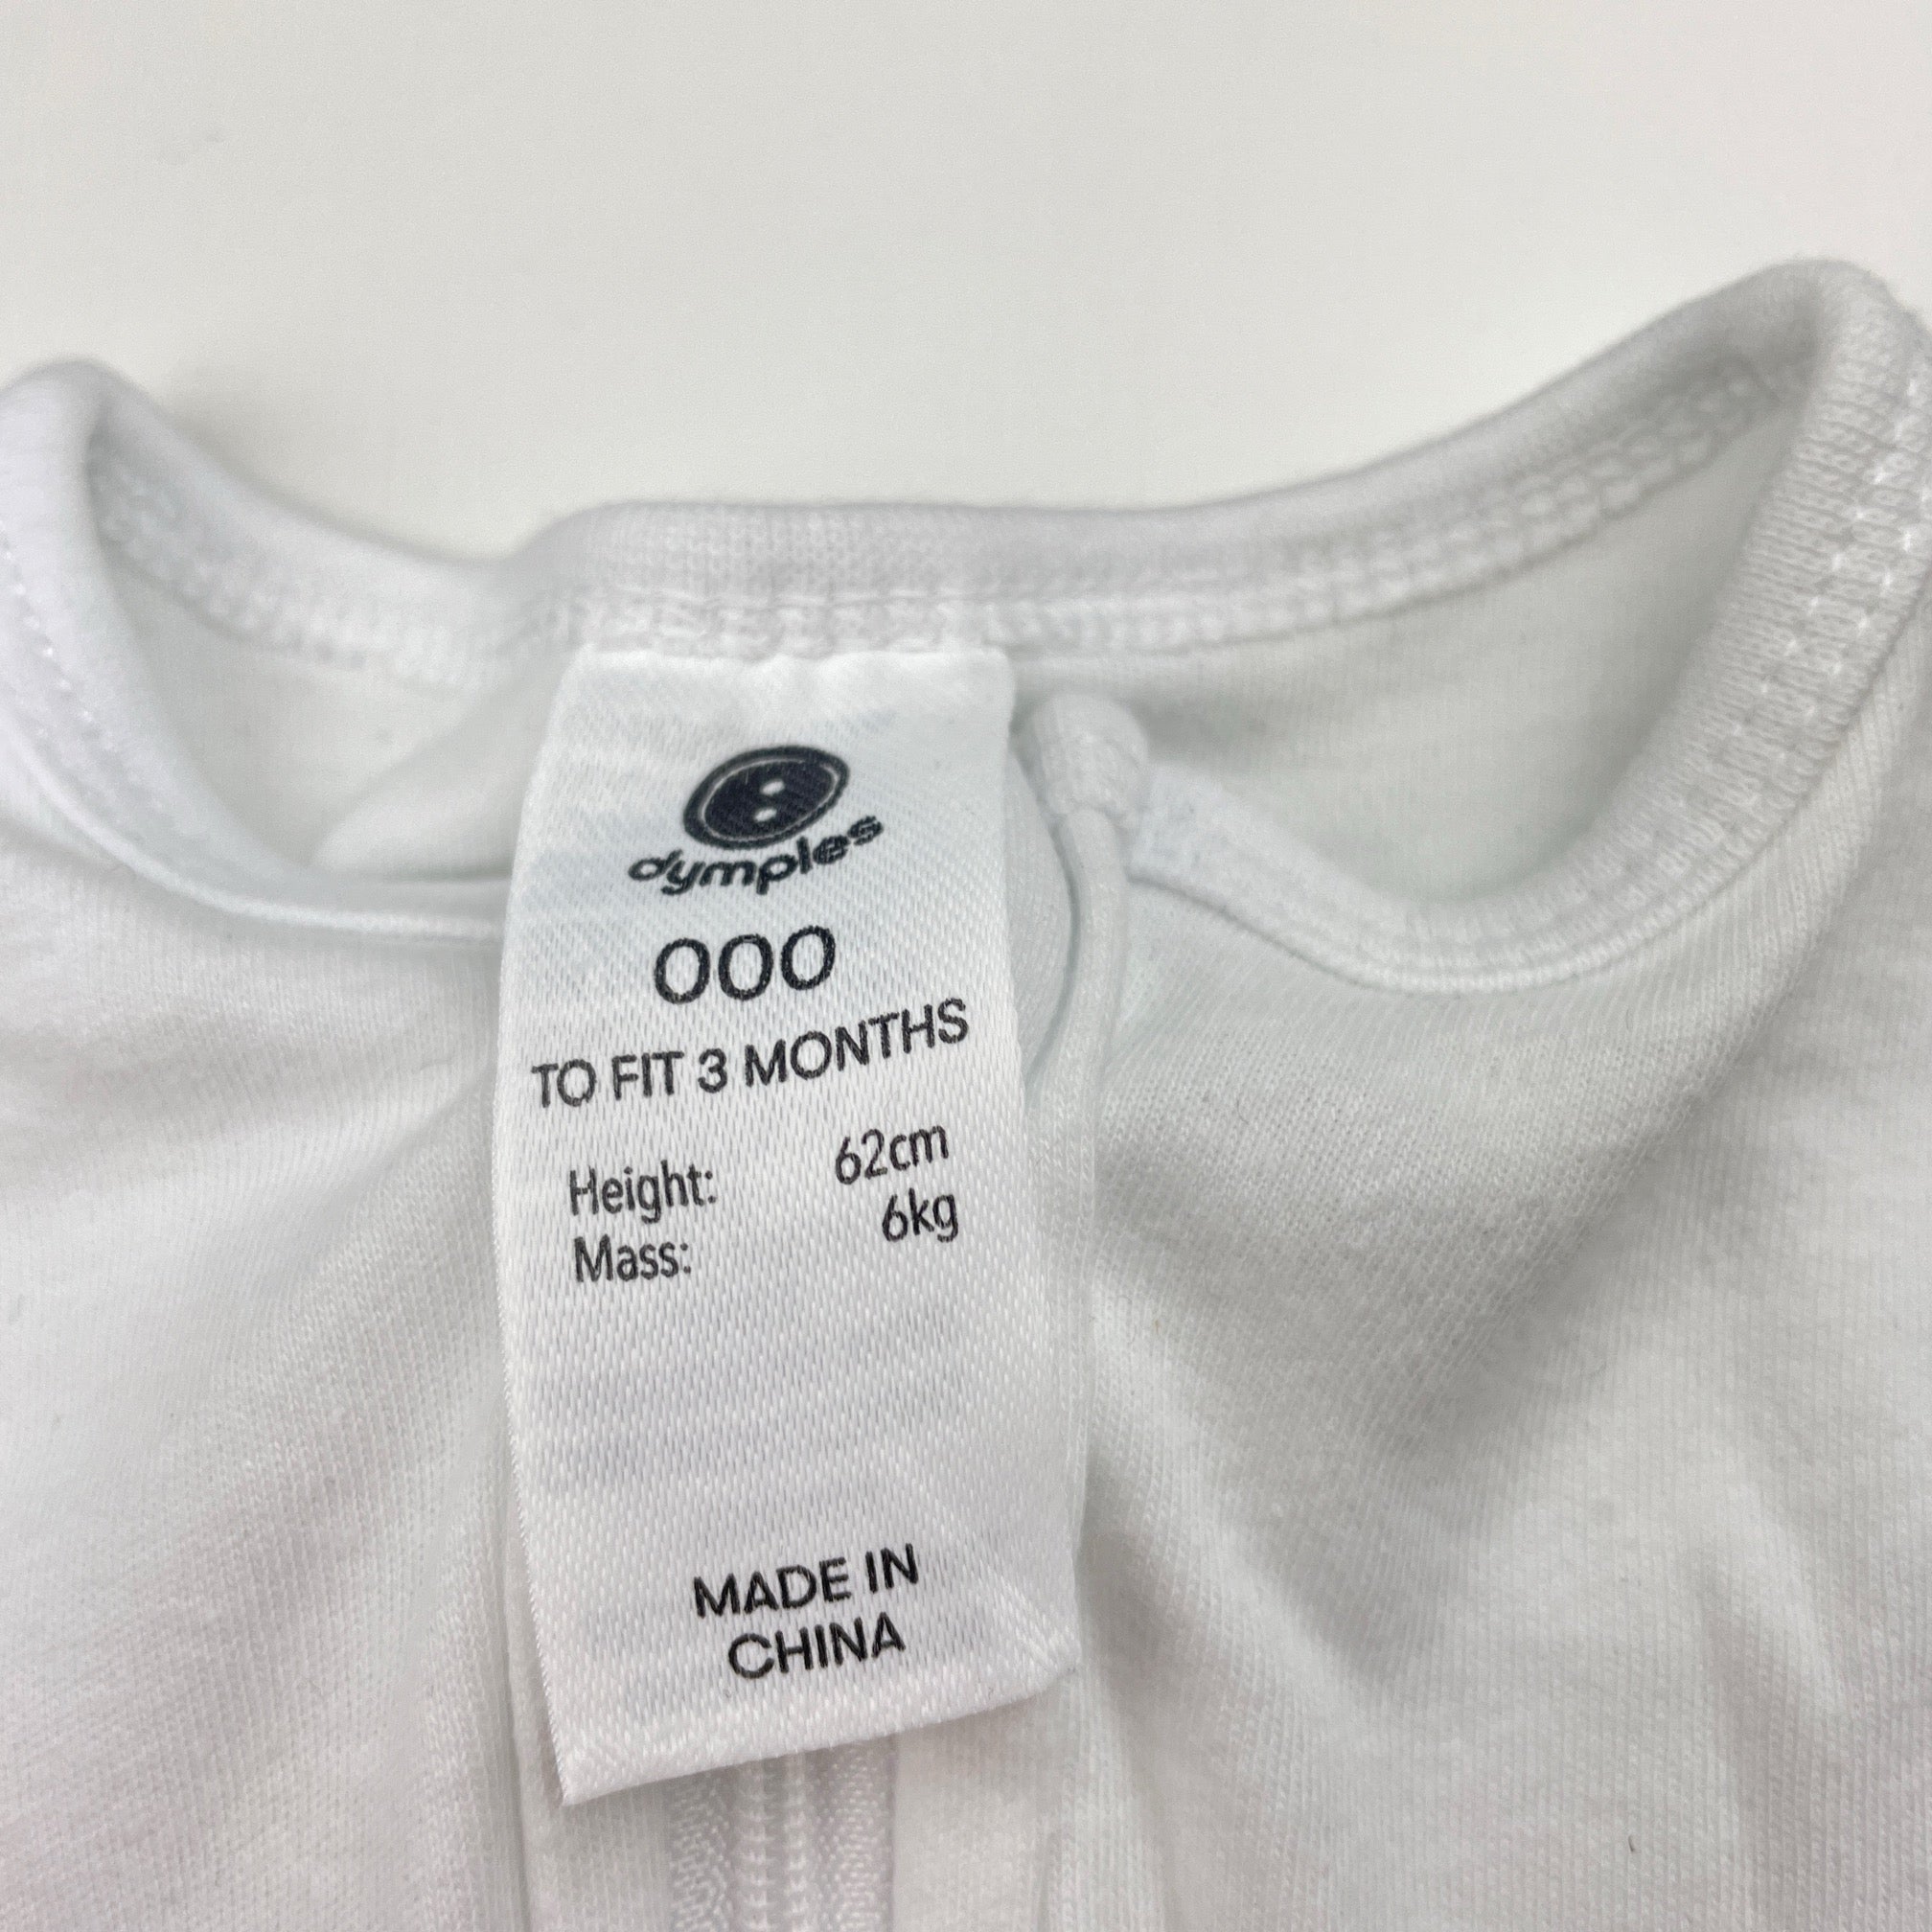 dymples
000
TO FIT 3 MONTHS
Height: 62cm
Mass: 6kg
MADE IN
CHINA